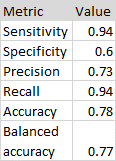 Metric Value
Sensitivity 0.94
Specificity 0.6
Precision 0.73
Recall 0.94
Accuracy 0.78
Balanced
accuracy 0.77